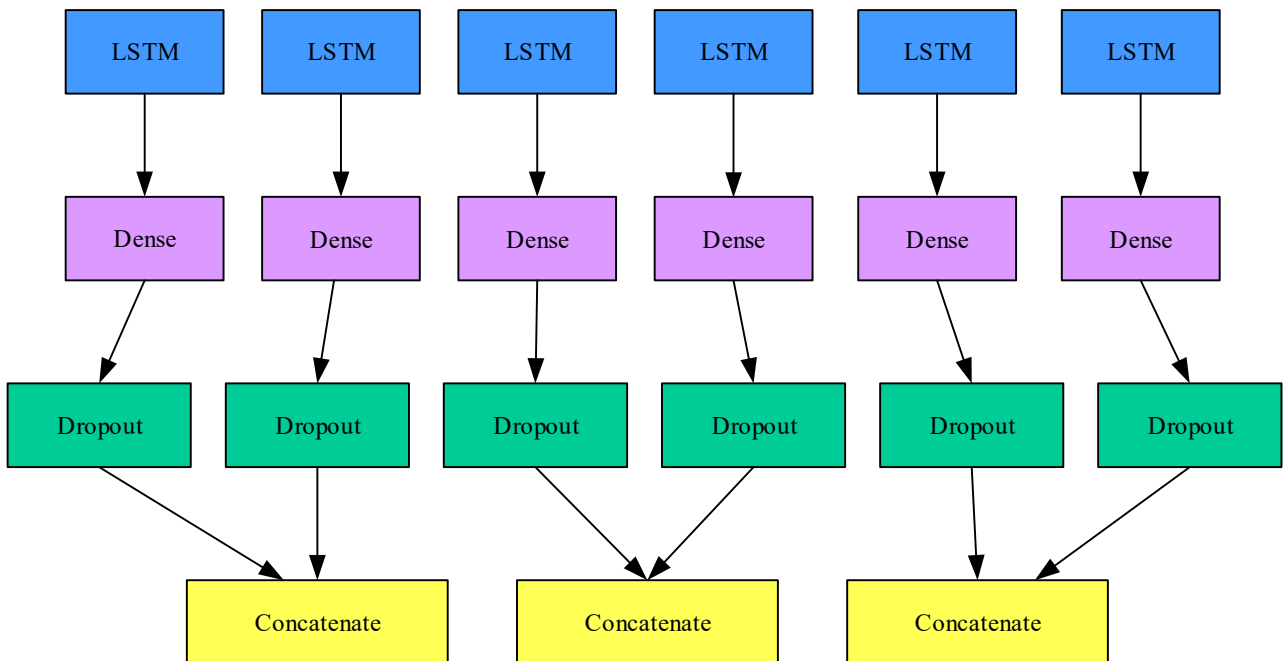 LSTM LSTM LSTM LSTM LSTM LSTM
Dense Dense Dense Dense Dense Dense
Dropout Dropout Dropout Dropout Dropout Dropout
Concatenate Concatenate Concatenate